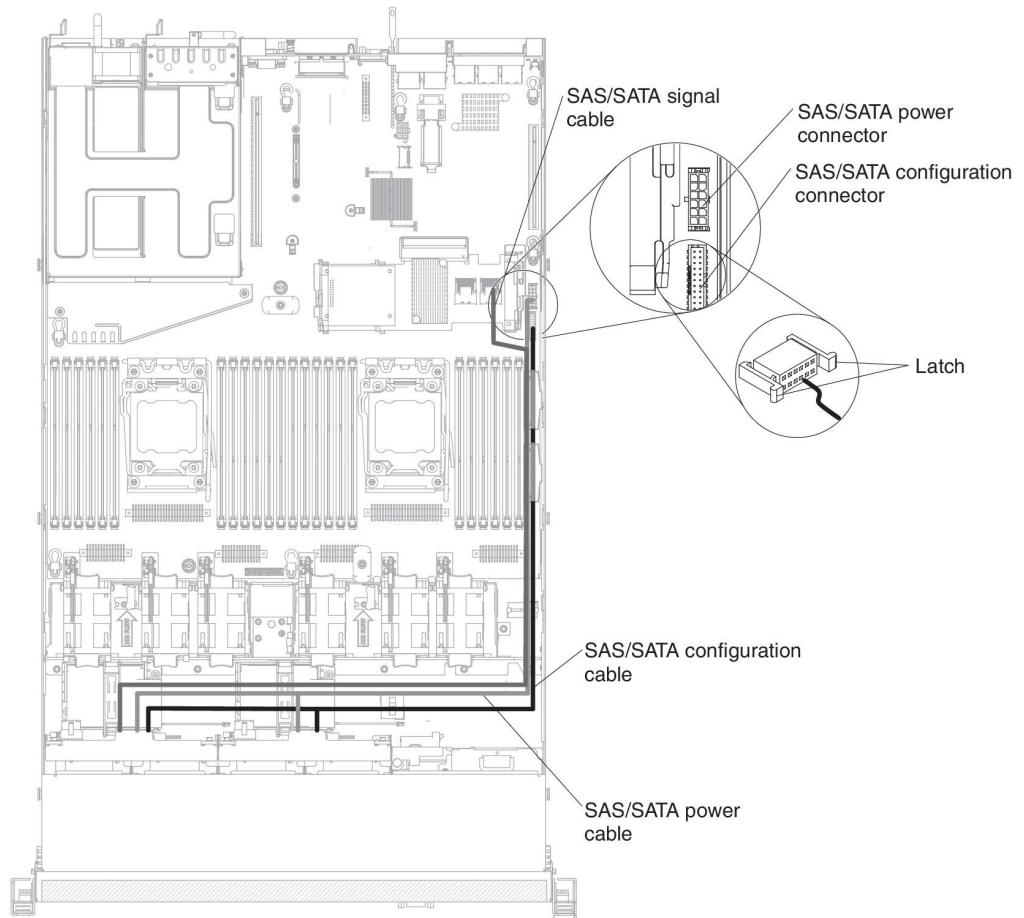 SAS/SATA signal
cable
SAS/SATA power
connector
SAS/SATA configuration
connector
Latch
SAS/SATA configuration
cable
SAS/SATA power
cable